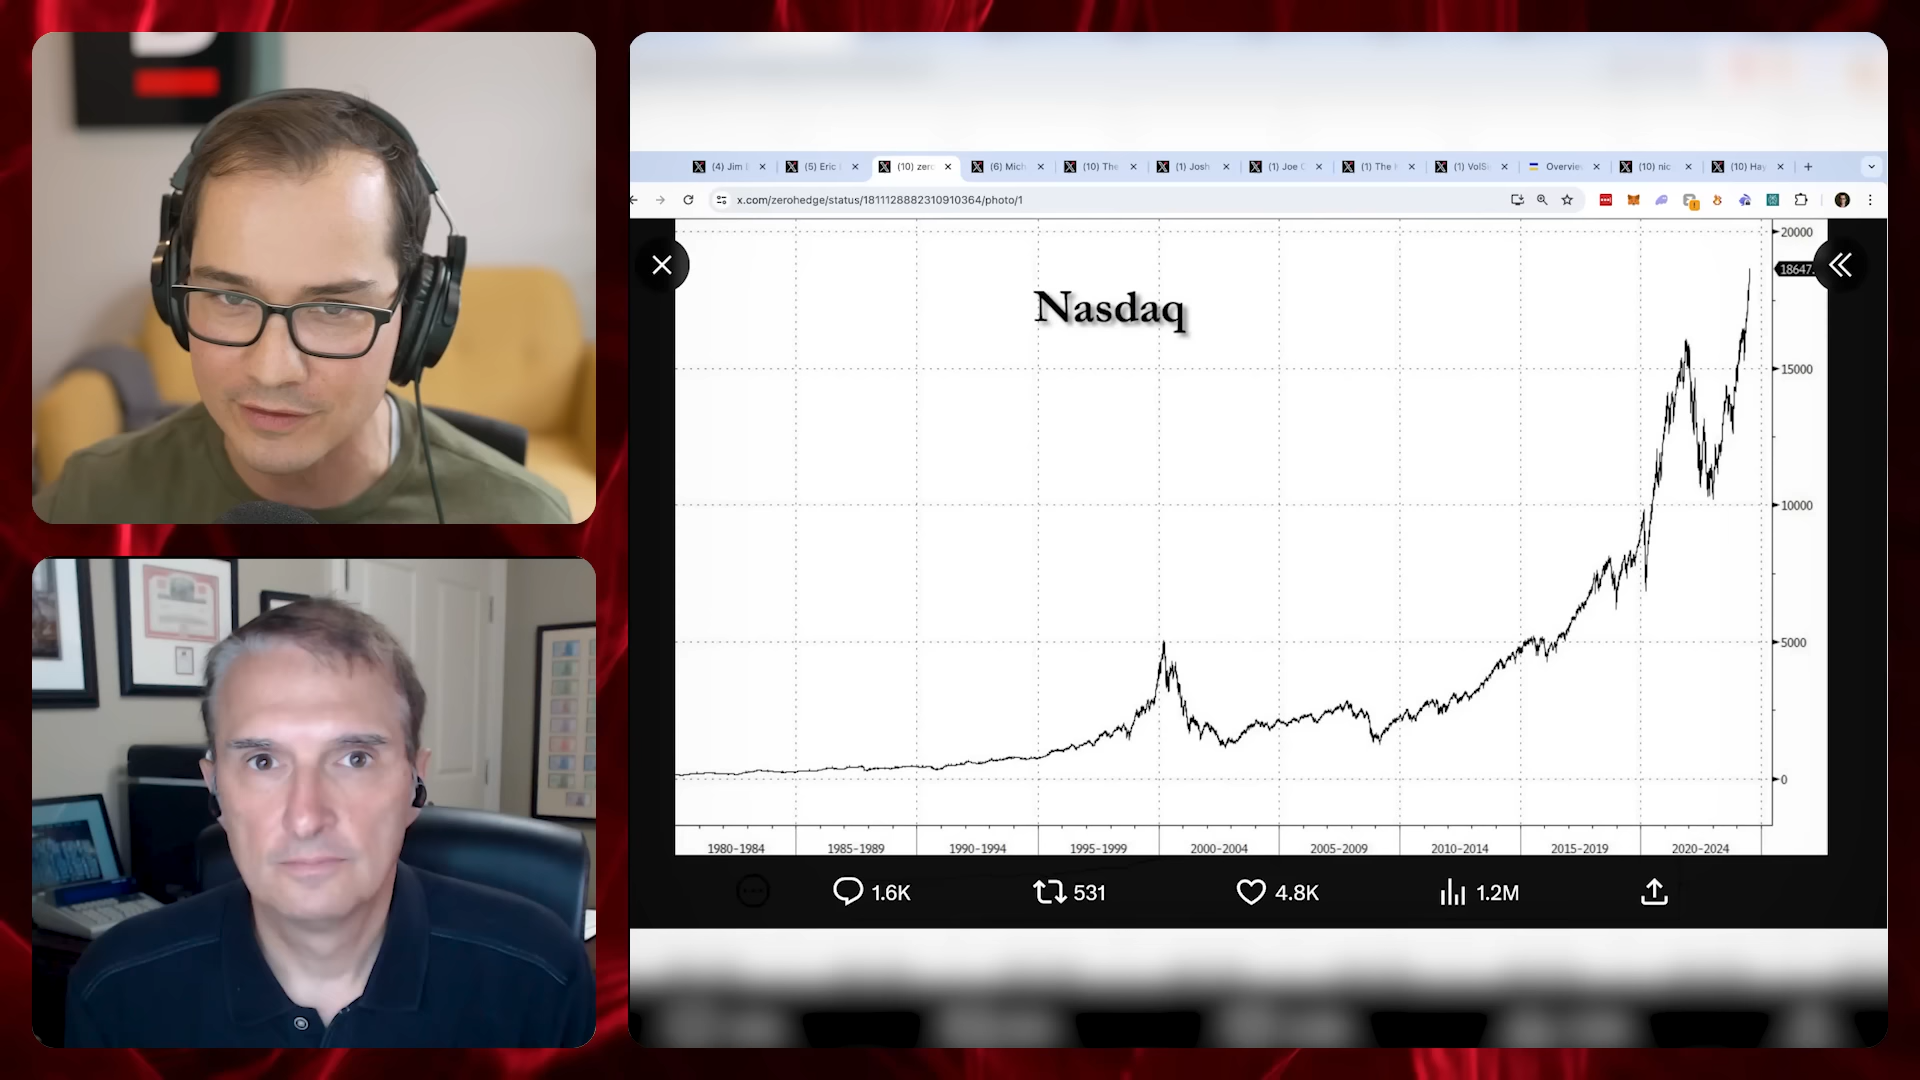 (4) Jim
(5) Eric
(10) zero
(6) Mich
(10) The
(1) Josh
(1) Joe
(1) The
(1) VolS
Overvie
(10) nic
(10) Hay
x.com/zerohedge/status/1811128882310910364/photo/1
Nasdaq
20000
18647.
15000
10000
5000
0
1980-1984 1985-1989 1990-1994 1995-1999 2000-2004 2005-2009 2010-2014 2015-2019 2020-2024
1.6K 531 4.8K 1.2M